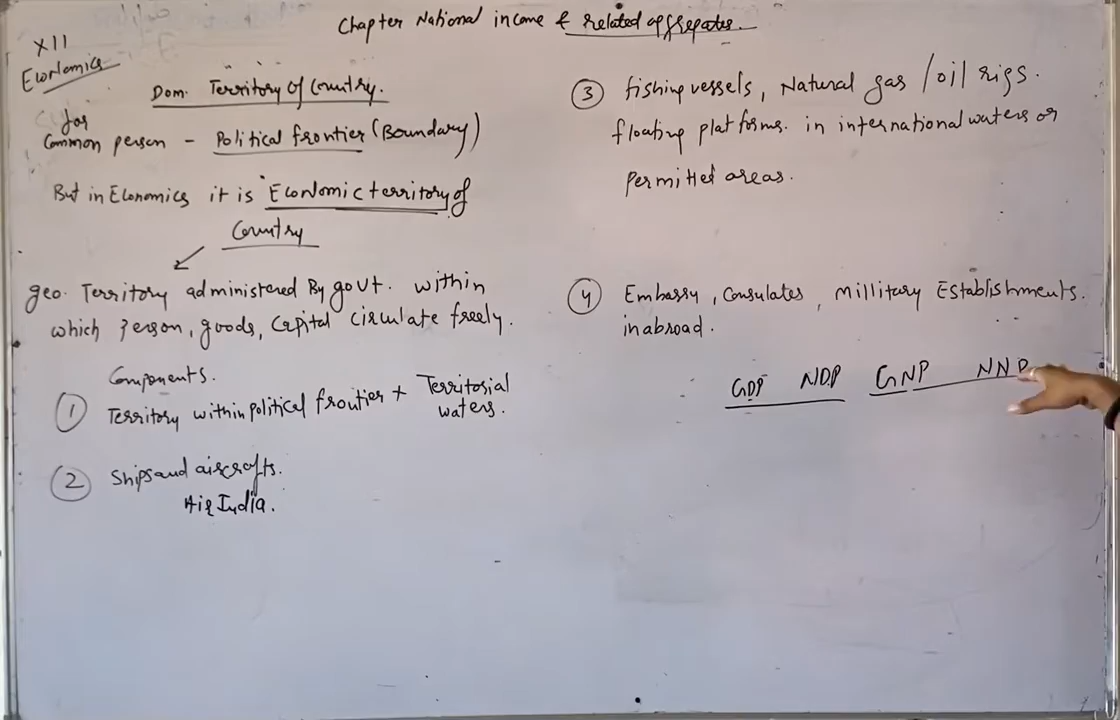 Chapter National income & related aggregates.
XII
Economics
Dom. Territory of Country.
for
Common person - Political frontier (Boundary)
But in Economics it is Economic territory of
Country
geo. Territory administered By govt. within
which person, goods, Capital circulate freely.
Components.
① Territory within political frontier + Territorial
waters.
② Ships and aircrafts.
Air India.
③ fishing vessels, Natural gas / oil rigs.
floating platforms. in international waters or
permitted areas.
④ Embassy, Consulates, Millitary Establishments.
in abroad.
GDP NDP GNP NNP